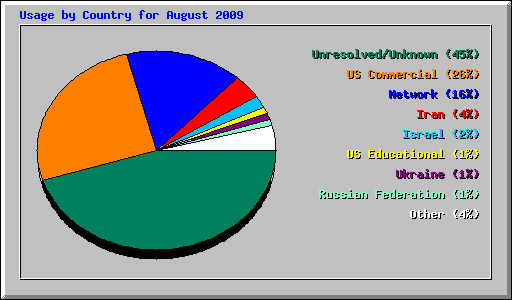 Usage by Country for August 2009
Unresolved/Unknown (45%)
US Commercial (26%)
Network (16%)
Iran (4%)
Israel (2%)
US Educational (1%)
Ukraine (1%)
Russian Federation (1%)
Other (4%)